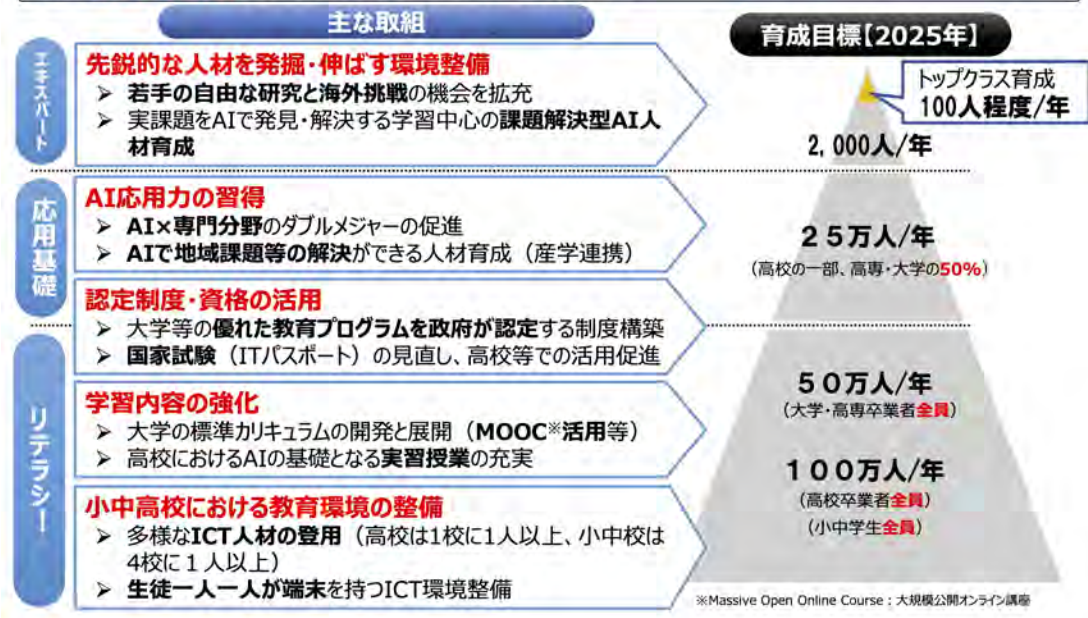 主な取組
育成目標【2025年】
エキスパート
先鋭的な人材を発掘・伸ばす環境整備
➢ 若手の自由な研究と海外挑戦の機会を拡充
➢ 実課題をAIで発見・解決する学習中心の課題解決型AI人
材育成
トップクラス育成
100人程度/年
2,000人/年
応用基礎
AI応用力の習得
➢ AI×専門分野のダブルメジャーの促進
➢ AIで地域課題等の解決ができる人材育成（産学連携）
25万人/年
（高校の一部、高専・大学の50%）
認定制度・資格の活用
➢ 大学等の優れた教育プログラムを政府が認定する制度構築
➢ 国家試験（ITパスポート）の見直し、高校等での活用促進
リテラシー
学習内容の強化
➢ 大学の標準カリキュラムの開発と展開（MOOC※活用等）
➢ 高校におけるAIの基礎となる実習授業の充実
50万人/年
（大学・高専卒業者全員）
100万人/年
（高校卒業者全員）
（小中学生全員）
小中高校における教育環境の整備
➢ 多様なICT人材の登用（高校は1校に1人以上、小中校は
4校に１人以上）
➢ 生徒一人一人が端末を持つICT環境整備
※Massive Open Online Course：大規模公開オンライン講座